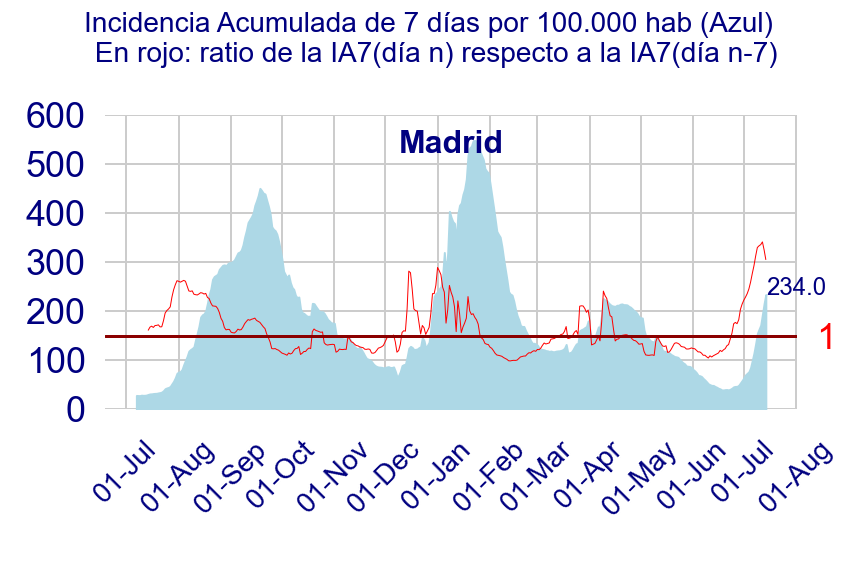 Incidencia Acumulada de 7 días por 100.000 hab (Azul)
En rojo: ratio de la IA7(día n) respecto a la IA7(día n-7)
Madrid
600
500
400
300
200
100
0
234.0
1
01-Jul
01-Aug
01-Sep
01-Oct
01-Nov
01-Dec
01-Jan
01-Feb
01-Mar
01-Apr
01-May
01-Jun
01-Jul
01-Aug